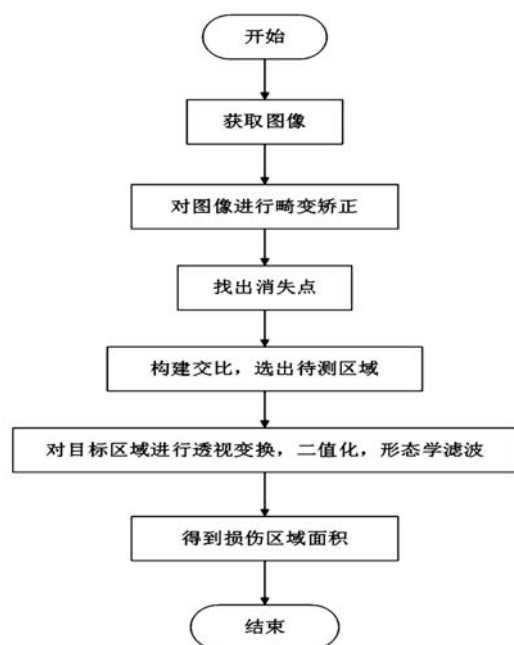 开始
获取图像
对图像进行畸变矫正
找出消失点
构建交比，选出待测区域
对目标区域进行透视变换，二值化，形态学滤波
得到损伤区域面积
结束